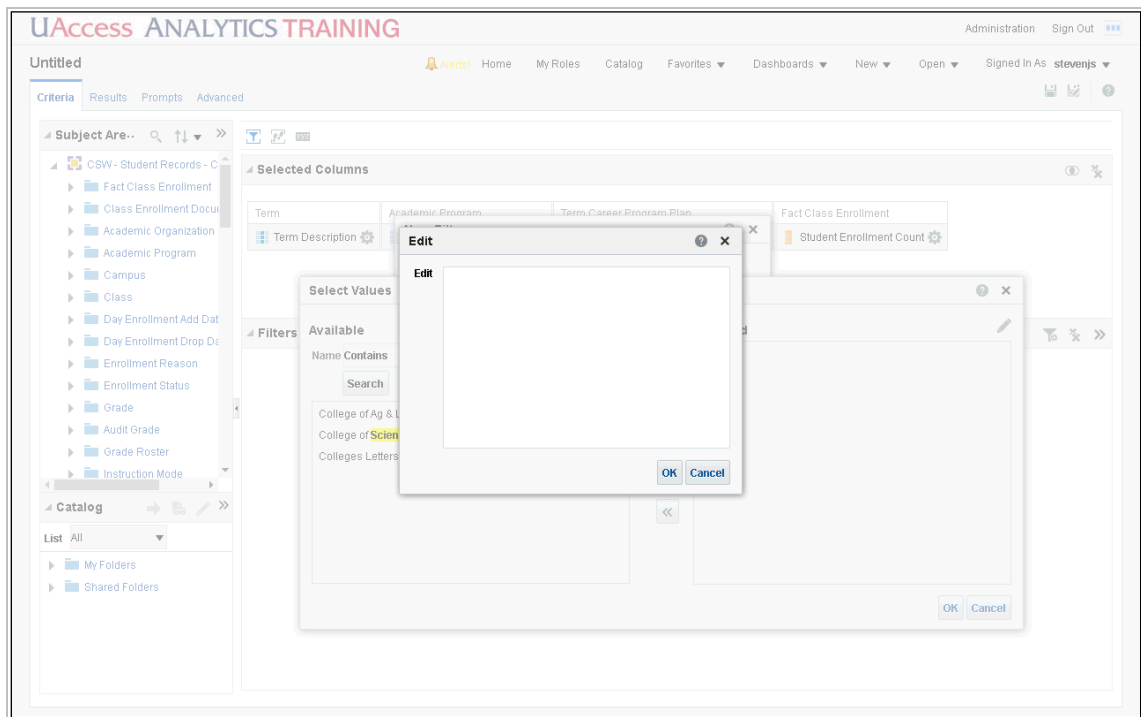 UAccess ANALYTICS TRAINING
Administration Sign Out
Untitled
Alerts! Home My Roles Catalog Favorites Dashboards New Open Signed In As stevenjs
Criteria Results Prompts Advanced
Subject Are..
CSW - Student Records - C
Fact Class Enrollment
Class Enrollment Docu
Academic Organization
Academic Program
Campus
Class
Day Enrollment Add Dat
Day Enrollment Drop Da
Enrollment Reason
Enrollment Status
Grade
Audit Grade
Grade Roster
Instruction Mode
Catalog
List All
My Folders
Shared Folders
Selected Columns
Term Academic Program Term Career Program Plan Fact Class Enrollment
Term Description Student Enrollment Count
Filters
Select Values
Available
Name Contains
Search
College of Ag & L
College of Scien
Colleges Letters
OK Cancel
Edit
Edit
OK Cancel